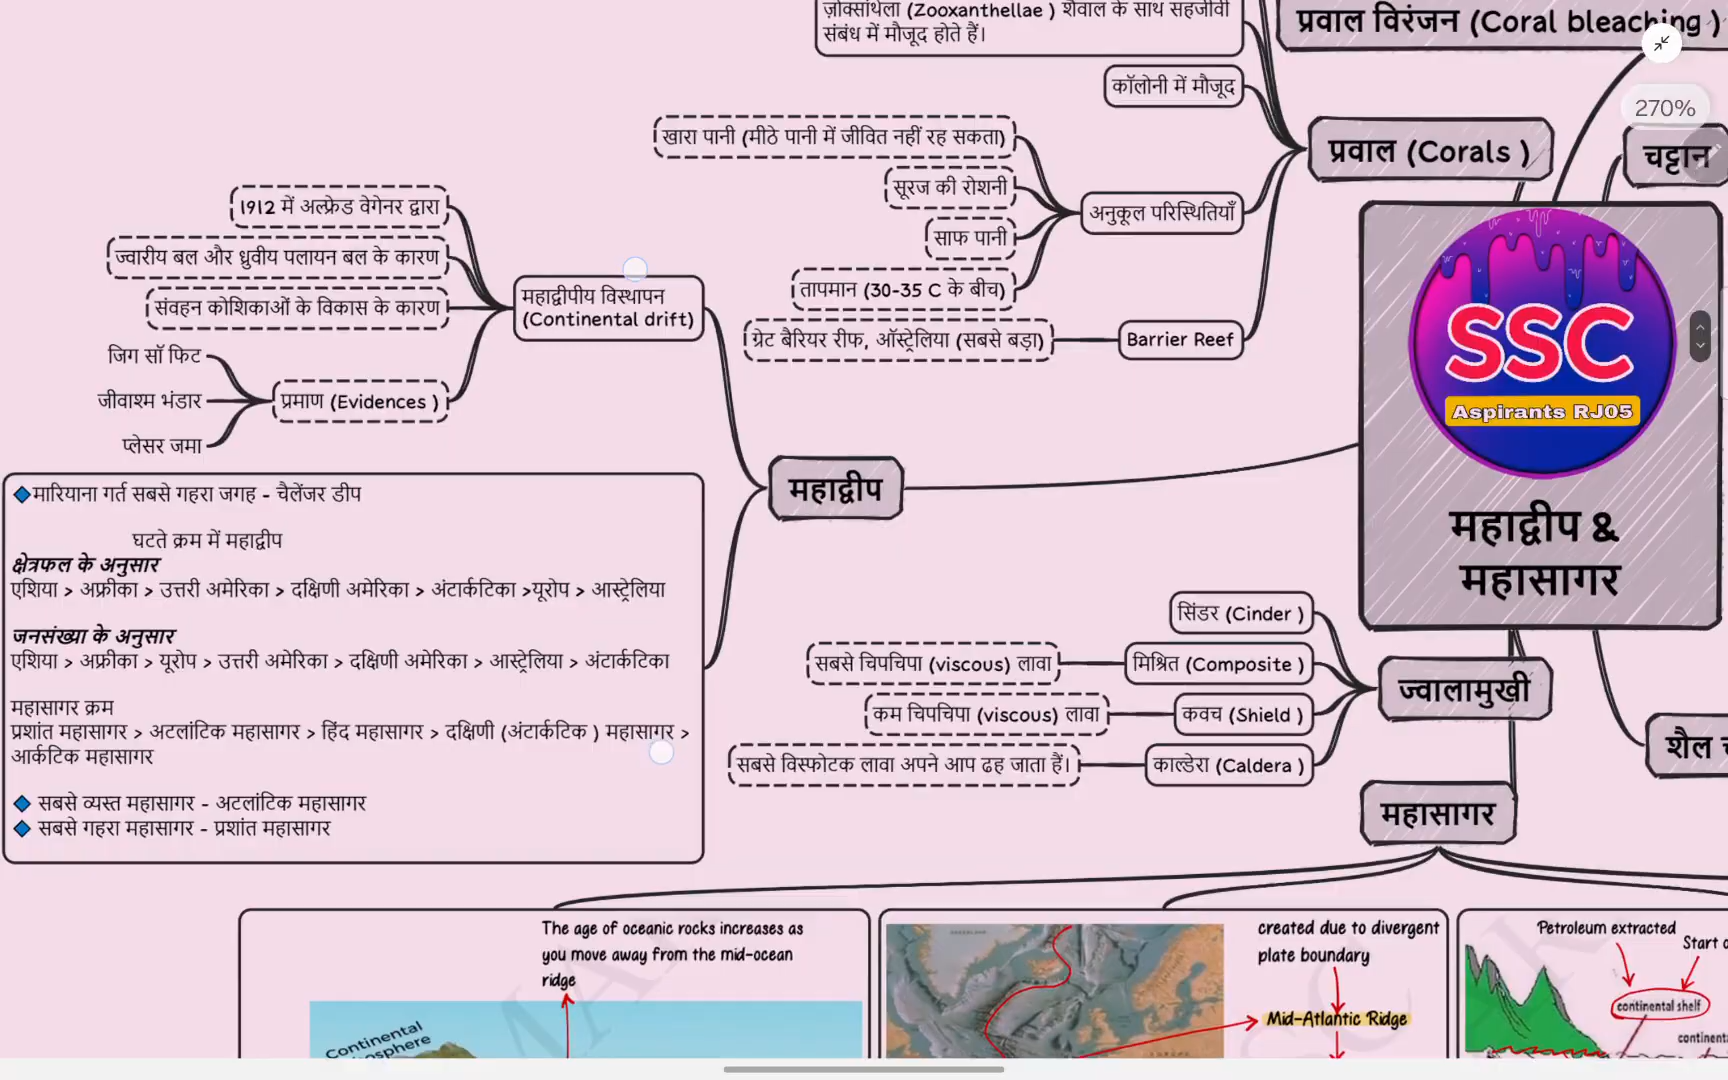 ज़ोक्सांथेला (Zooxanthellae ) शैवाल के साथ सहजीवी
संबंध में मौजूद होते हैं।
प्रवाल विरंजन (Coral bleaching )
270%
कॉलोनी में मौजूद
खारा पानी (मीठे पानी में जीवित नहीं रह सकता)
प्रवाल (Corals )
चट्टान
सूरज की रोशनी
अनुकूल परिस्थितियाँ
साफ पानी
तापमान (30-35 C के बीच)
ग्रेट बैरियर रीफ, ऑस्ट्रेलिया (सबसे बड़ा)
Barrier Reef
1912 में अल्फ्रेड वेगेनर द्वारा
ज्वारीय बल और ध्रुवीय पलायन बल के कारण
संवहन कोशिकाओं के विकास के कारण
महाद्वीपीय विस्थापन
(Continental drift)
जिग सॉ फिट
जीवाश्म भंडार
प्लेसर जमा
प्रमाण (Evidences )
SSC
Aspirants RJ05
महाद्वीप &
महासागर
महाद्वीप
◆मारियाना गर्त सबसे गहरा जगह - चैलेंजर डीप
घटते क्रम में महाद्वीप
क्षेत्रफल के अनुसार
एशिया > अफ्रीका > उत्तरी अमेरिका > दक्षिणी अमेरिका > अंटार्कटिका >यूरोप > आस्ट्रेलिया
जनसंख्या के अनुसार
एशिया > अफ्रीका > यूरोप > उत्तरी अमेरिका > दक्षिणी अमेरिका > आस्ट्रेलिया > अंटार्कटिका
महासागर क्रम
प्रशांत महासागर > अटलांटिक महासागर > हिंद महासागर > दक्षिणी (अंटार्कटिक ) महासागर >
आर्कटिक महासागर
◆ सबसे व्यस्त महासागर - अटलांटिक महासागर
◆ सबसे गहरा महासागर - प्रशांत महासागर
सिंडर (Cinder )
सबसे चिपचिपा (viscous) लावा
मिश्रित (Composite )
ज्वालामुखी
कम चिपचिपा (viscous) लावा
कवच (Shield )
सबसे विस्फोटक लावा अपने आप ढह जाता हैं।
काल्डेरा (Caldera )
शैल
महासागर
The age of oceanic rocks increases as
you move away from the mid-ocean
ridge
Continental
created due to divergent
plate boundary
Mid-Atlantic Ridge
Petroleum extracted
Start
continental shelf